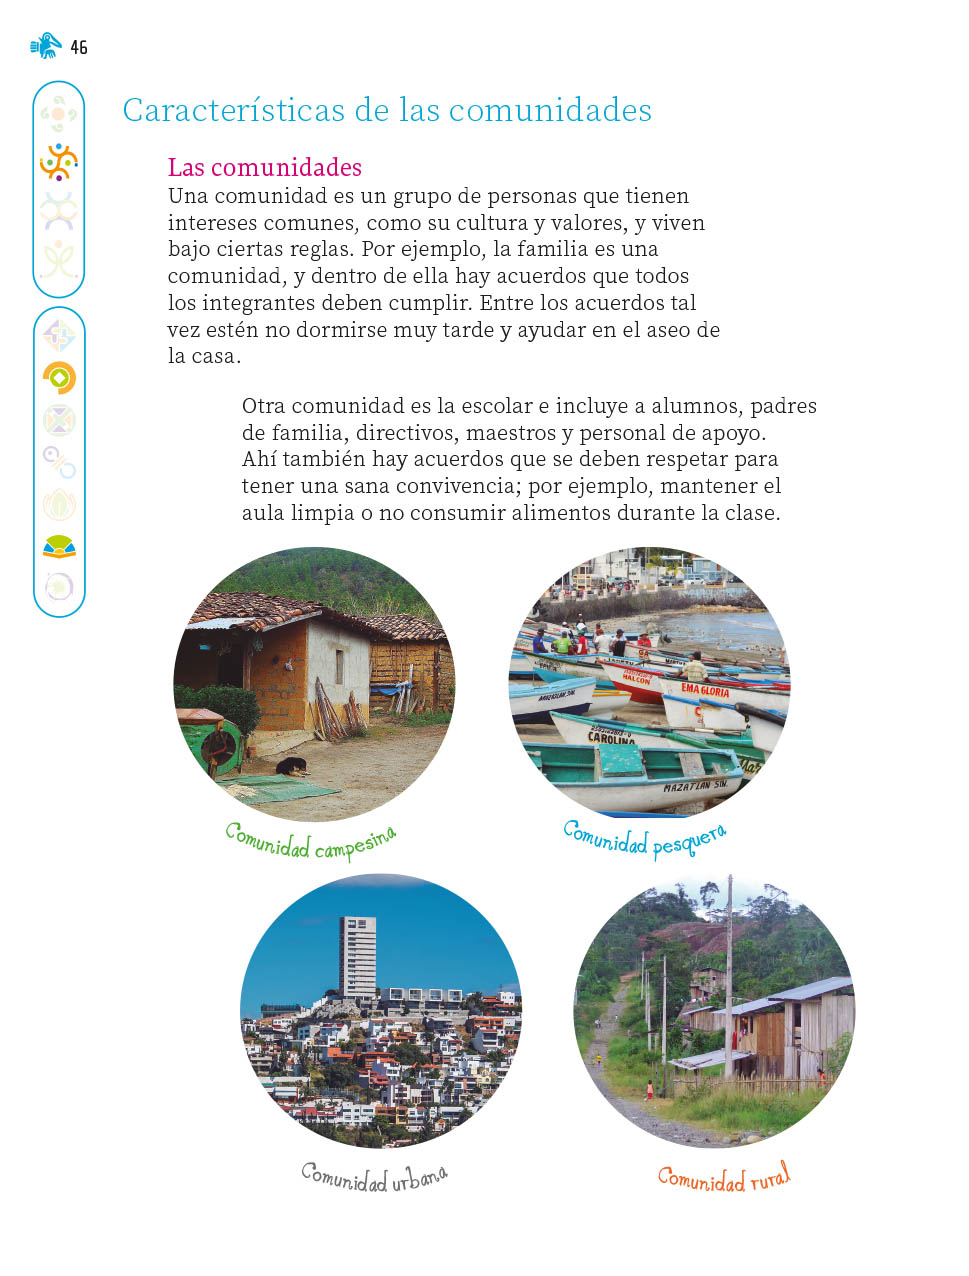 46
Características de las comunidades
Las comunidades
Una comunidad es un grupo de personas que tienen
intereses comunes, como su cultura y valores, y viven
bajo ciertas reglas. Por ejemplo, la familia es una
comunidad, y dentro de ella hay acuerdos que todos
los integrantes deben cumplir. Entre los acuerdos tal
vez estén no dormirse muy tarde y ayudar en el aseo de
la casa.
Otra comunidad es la escolar e incluye a alumnos, padres
de familia, directivos, maestros y personal de apoyo.
Ahí también hay acuerdos que se deben respetar para
tener una sana convivencia; por ejemplo, mantener el
aula limpia o no consumir alimentos durante la clase.
HALCON
EMA GLORIA
MAZATLAN SIN.
CAROLINA
MAZATLAN SIN.
Comunidad campesina
Comunidad pesquera
Comunidad urbana
Comunidad rural